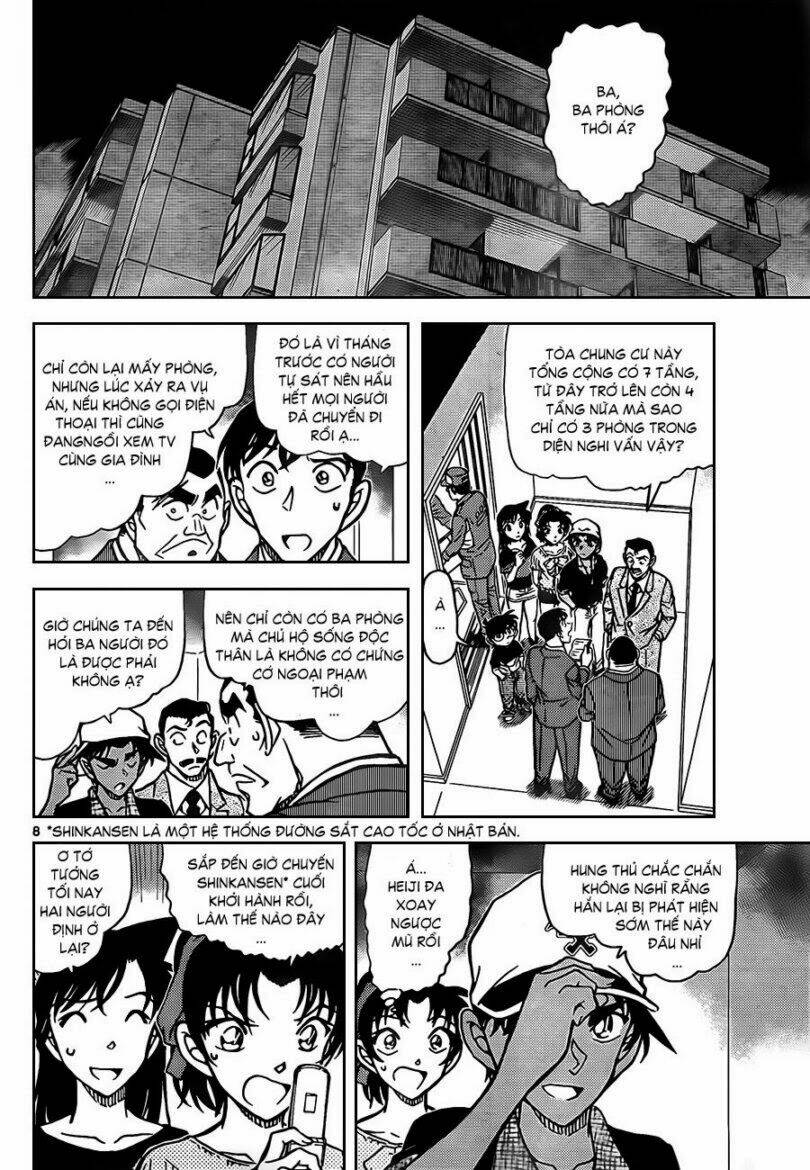 BA,
BA PHÒNG
THÔI Á?
TÒA CHUNG CƯ NÀY
TỔNG CỘNG CÓ 7 TẦNG,
TỪ ĐÂY TRỞ LÊN CÒN 4
TẦNG NỮA MÀ SAO
CHỈ CÓ 3 PHÒNG TRONG
DIỆN NGHI VẤN VẬY?
À
...
ĐÓ LÀ VÌ THÁNG
TRƯỚC CÓ NGƯỜI
TỰ SÁT NÊN HẦU
HẾT MỌI NGƯỜI
ĐÃ CHUYỂN ĐI
RỒI Ạ...
CHỈ CÒN LẠI MẤY PHÒNG,
NHƯNG LÚC XẢY RA VỤ
ÁN, NẾU KHÔNG GỌI ĐIỆN
THOẠI THÌ CŨNG
ĐANGNGỒI XEM TV
CÙNG GIA ĐÌNH
...
NÊN CHỈ CÒN CÓ BA PHÒNG
MÀ CHỦ HỘ SỐNG ĐỘC
THÂN LÀ KHÔNG CÓ CHỨNG
CỚ NGOẠI PHẠM
THÔI
...
GIỜ CHÚNG TA ĐẾN
HỎI BA NGƯỜI ĐÓ
LÀ ĐƯỢC PHẢI
KHÔNG Ạ?
8 *SHINKANSEN LÀ MỘT HỆ THỐNG ĐƯỜNG SẮT CAO TỐC Ở NHẬT BẢN.
HUNG THỦ CHẮC CHẮN
KHÔNG NGHĨ RẰNG
HẮN LẠI BỊ PHÁT HIỆN
SỚM THẾ NÀY
ĐÂU NHỈ
...
Á...
HEIJI ĐA
XOAY
NGƯỢC
MŨ RỒI
SẮP ĐẾN GIỜ CHUYẾN
SHINKANSEN* CUỐI
KHỞI HÀNH RỒI,
LÀM THẾ NÀO ĐÂY
...
Ơ TỚ
TƯỞNG
TỐI NAY
HAI NGƯỜI
ĐỊNH Ở
LẠI?